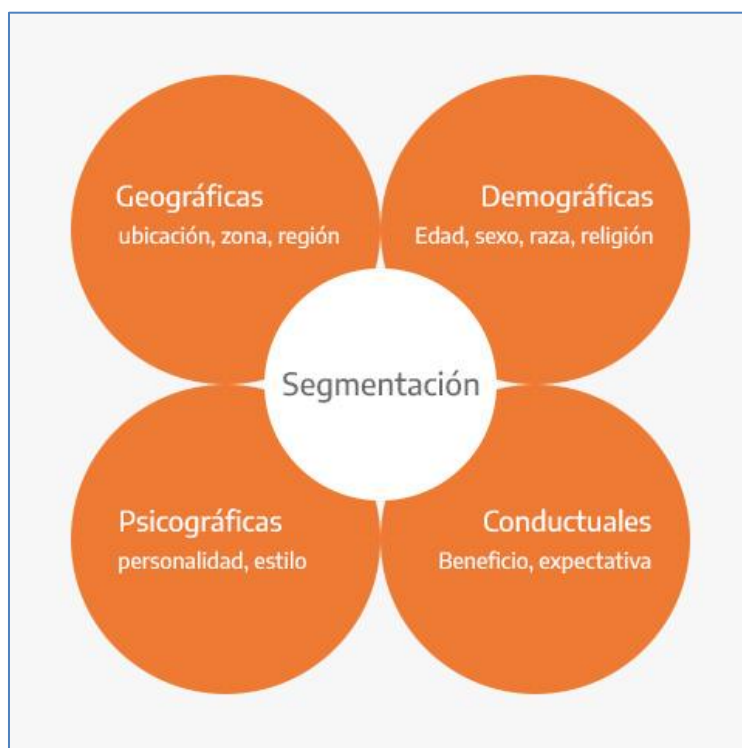 Geográficas
ubicación, zona, región
Demográficas
Edad, sexo, raza, religión
Segmentación
Psicográficas
personalidad, estilo
Conductuales
Beneficio, expectativa